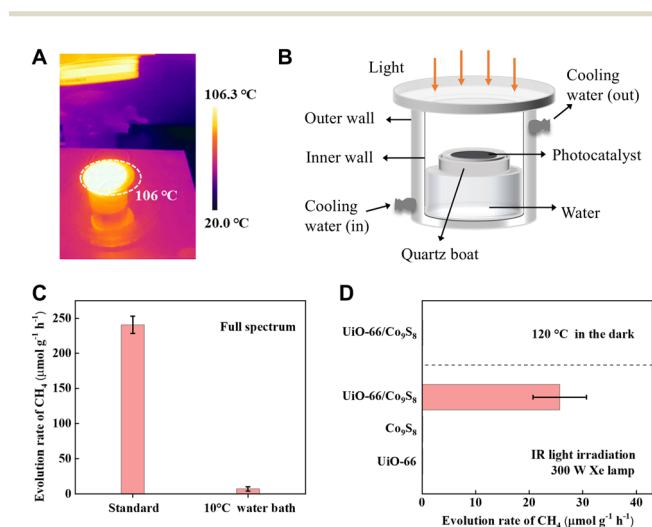 A
106.3 °C
106 °C
20.0 °C
B
Light
Cooling
water (out)
Outer wall
Inner wall
Photocatalyst
Cooling
water (in)
Water
Quartz boat
C
Evolution rate of CH₄ (μmol g⁻¹ h⁻¹)
250
200
150
100
50
0
Full spectrum
Standard
10°C water bath
D
UiO-66/Co₉S₈
120 °C in the dark
UiO-66/Co₉S₈
Co₉S₈
UiO-66
IR light irradiation
300 W Xe lamp
0
10
20
30
40
Evolution rate of CH₄ (μmol g⁻¹ h⁻¹)